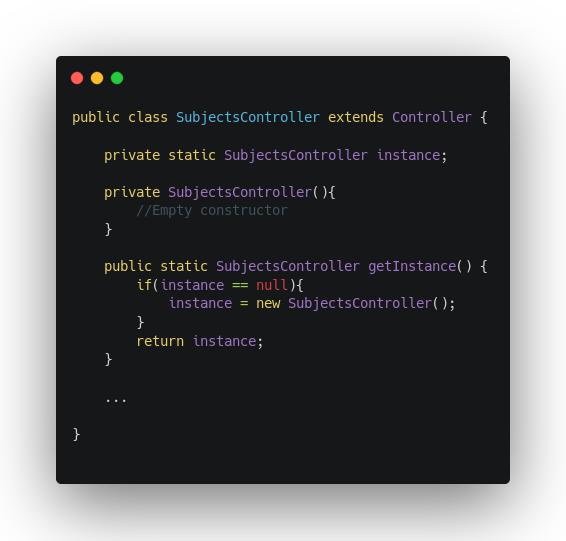 public class SubjectsController extends Controller {
private static SubjectsController instance;
private SubjectsController(){
//Empty constructor
}
public static SubjectsController getInstance() {
if(instance == null){
instance = new SubjectsController();
}
return instance;
}
...
}